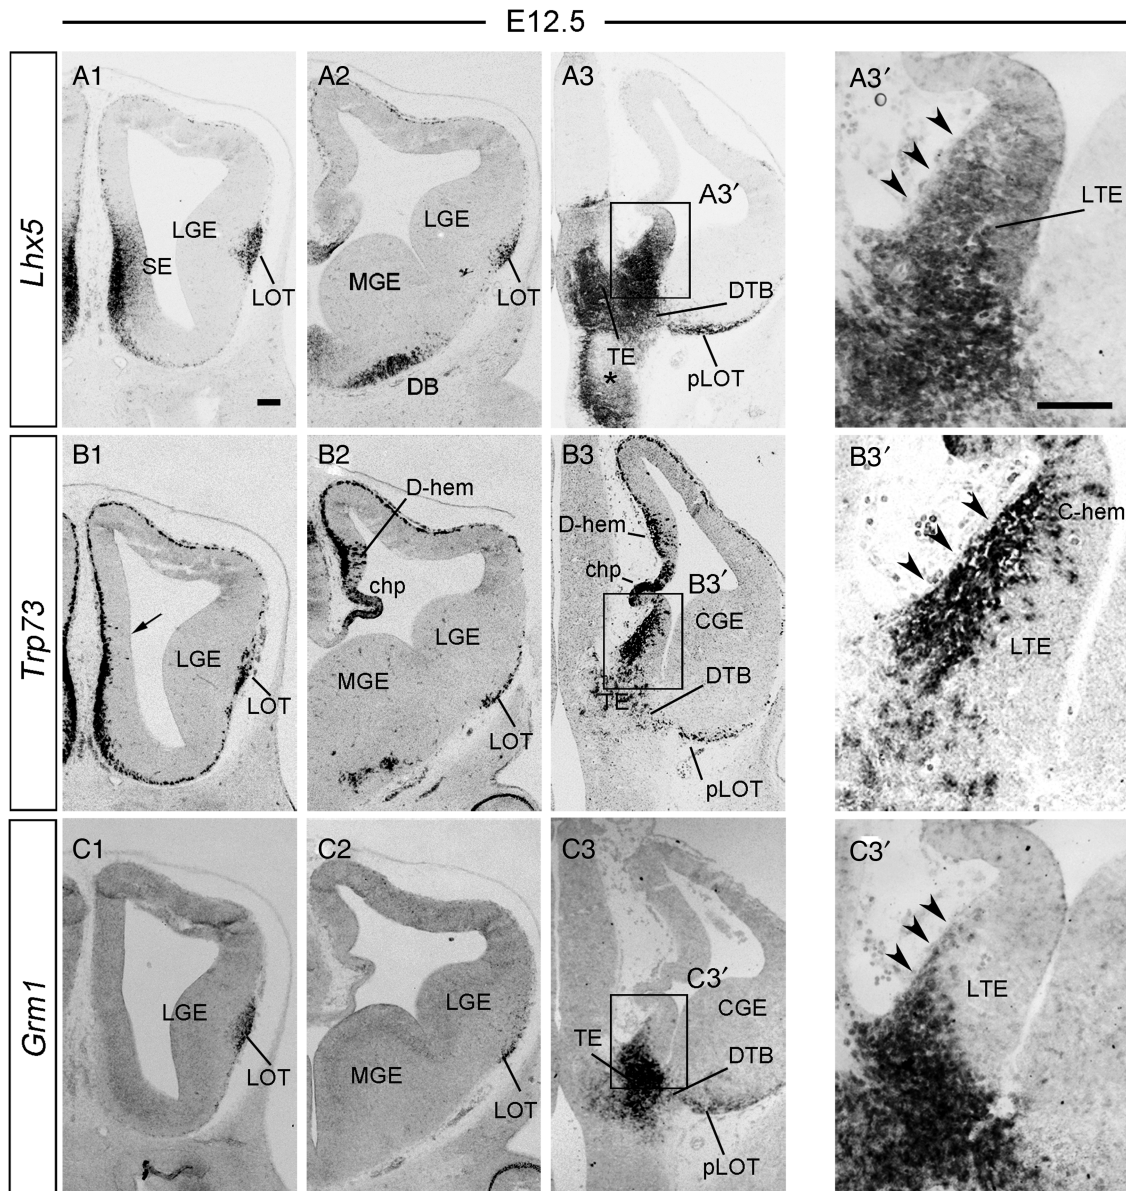 E12.5
Lhx5
A1
LGE
SE
LOT
A2
LGE
MGE
LOT
DB
A3
A3′
DTB
TE
pLOT
*
A3′
LTE
Trp73
B1
LGE
LOT
B2
D-hem
chp
LGE
MGE
LOT
B3
D-hem
chp
B3′
CGE
DTB
TE
pLOT
B3′
C-hem
LTE
Grm1
C1
LGE
LOT
C2
LGE
MGE
LOT
C3
C3′
CGE
TE
DTB
pLOT
C3′
LTE